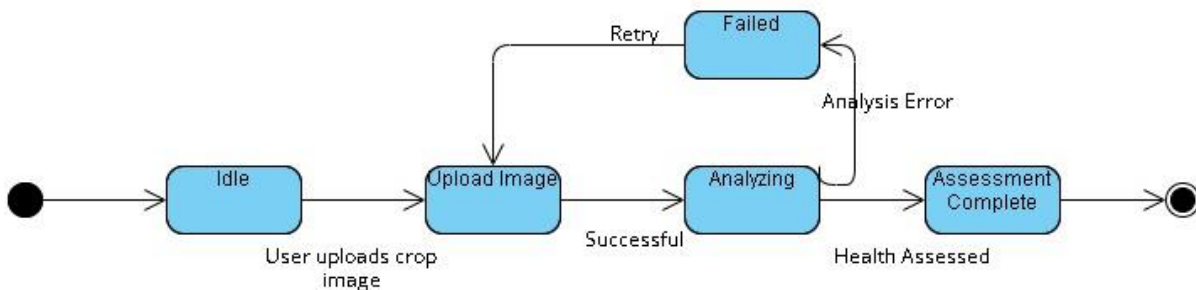 Failed
Retry
Analysis Error
Idle
Upload Image
Analyzing
Assessment
Complete
User uploads crop
image
Successful
Health Assessed